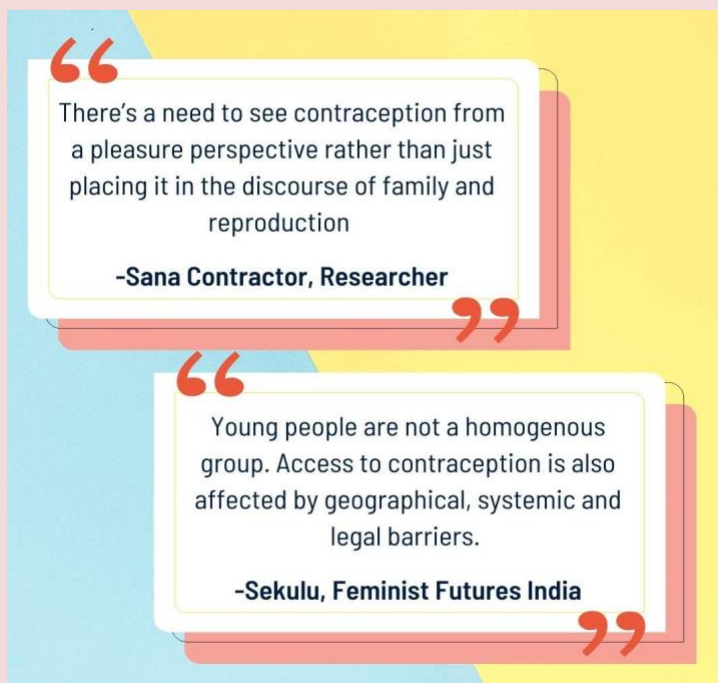 There’s a need to see contraception from
a pleasure perspective rather than just
placing it in the discourse of family and
reproduction
-Sana Contractor, Researcher
Young people are not a homogenous
group. Access to contraception is also
affected by geographical, systemic and
legal barriers.
-Sekulu, Feminist Futures India